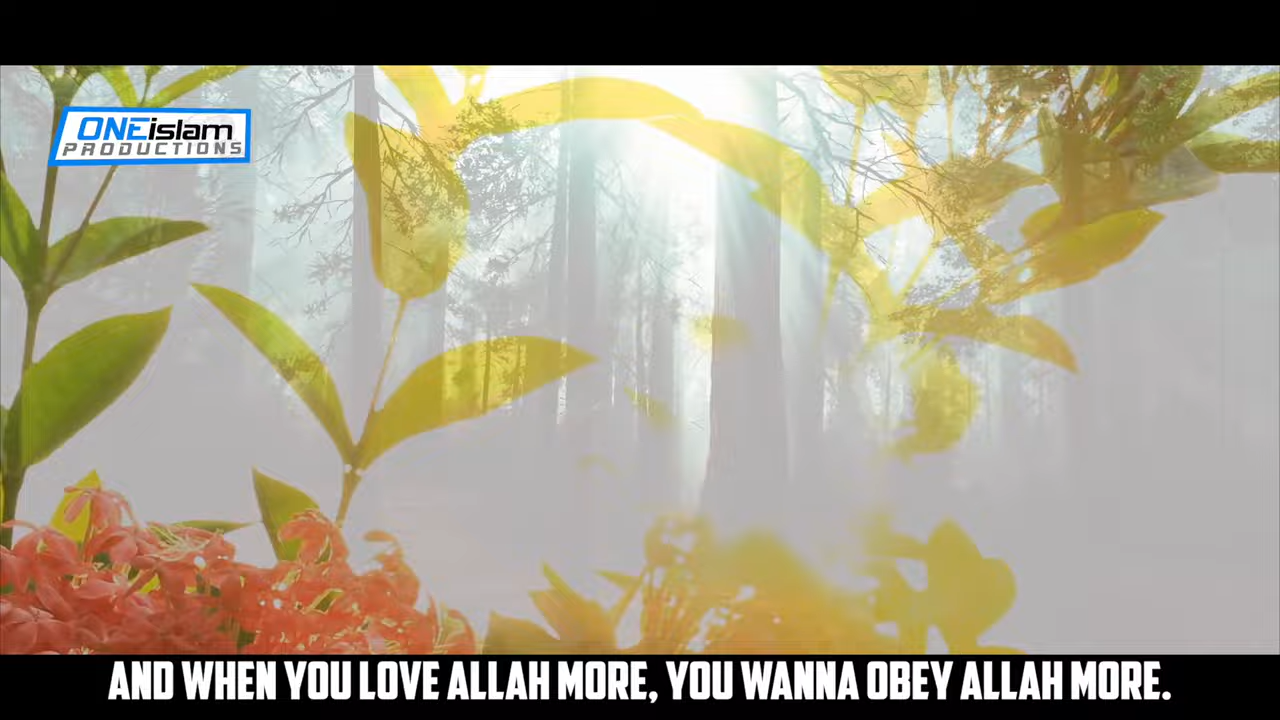 ONEislam
PRODUCTIONS
AND WHEN YOU LOVE ALLAH MORE, YOU WANNA OBEY ALLAH MORE.